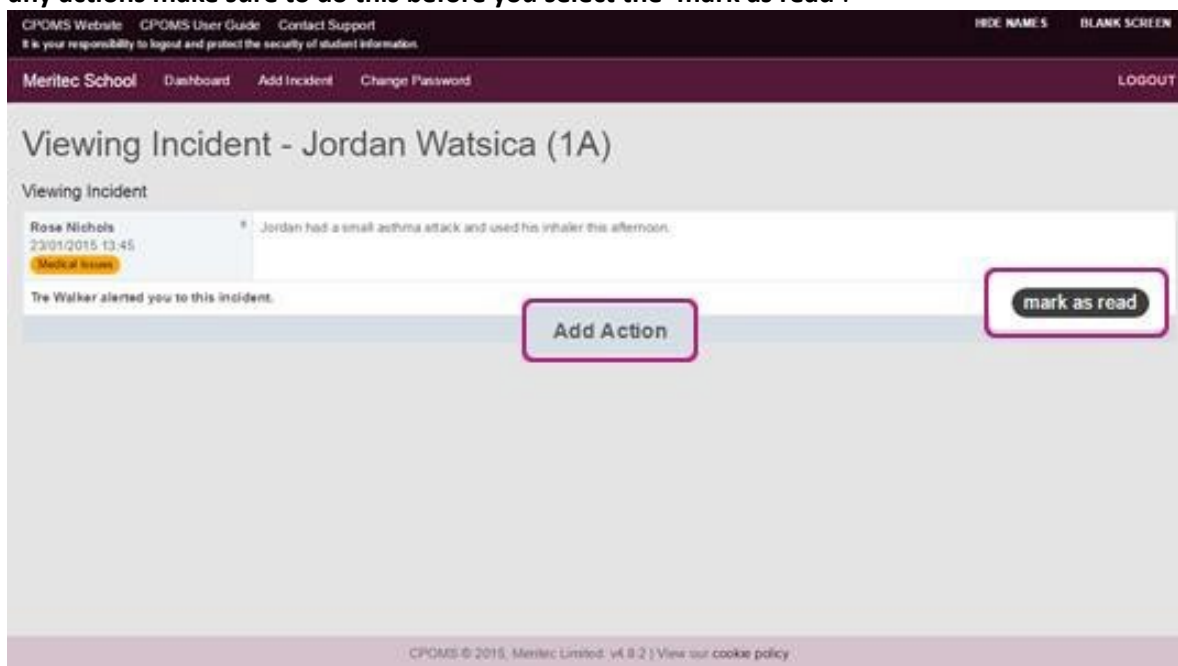 any actions make sure to do this before you select the 'mark as read'.
CPOMS Website CPOMS User Guide Contact Support HIDE NAMES BLANK SCREEN
It is your responsibility to logout and protect the security of student information.
Meritec School Dashboard Add Incident Change Password LOGOUT
Viewing Incident - Jordan Watsica (1A)
Viewing Incident
Rose Nichols Jordan had a small asthma attack and used his inhaler this afternoon.
23/01/2015 13:45
Medical Issues
Tre Walker alerted you to this incident. mark as read
Add Action
CPOMS © 2015, Meritec Limited. v4.8.2 | View our cookie policy